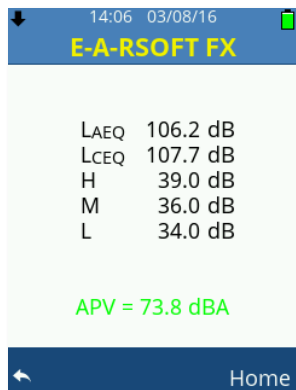 14:06 03/08/16
E-A-RSOFT FX
LAEQ 106.2 dB
LCEQ 107.7 dB
H 39.0 dB
M 36.0 dB
L 34.0 dB
APV = 73.8 dBA
Home